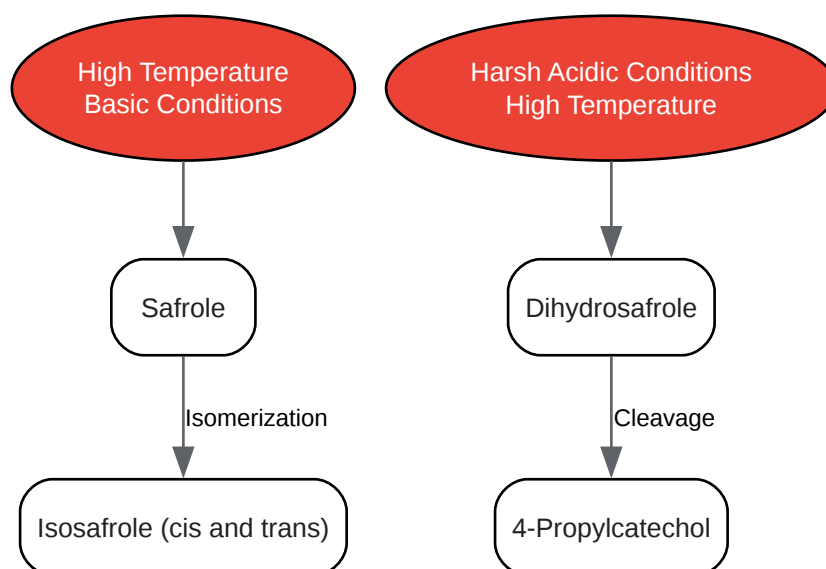 High Temperature
Basic Conditions
Harsh Acidic Conditions
High Temperature
Safrole
Dihydrosafrole
Isomerization
Cleavage
Isosafrole (cis and trans)
4-Propylcatechol